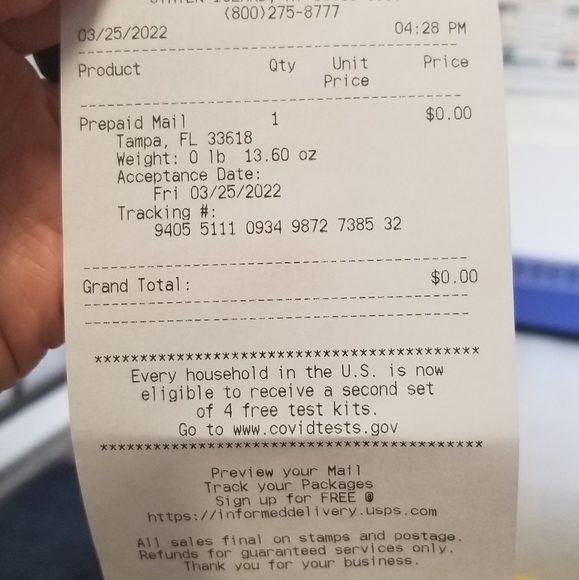 (800)275-8777
03/25/2022 04:28 PM
Product Qty Unit Price
Price
Prepaid Mail 1 $0.00
Tampa, FL 33618
Weight: 0 lb 13.60 oz
Acceptance Date:
Fri 03/25/2022
Tracking #:
9405 5111 0934 9872 7385 32
Grand Total: $0.00
****************************************
Every household in the U.S. is now
eligible to receive a second set
of 4 free test kits.
Go to www.covidtests.gov
****************************************
Preview your Mail
Track your Packages
Sign up for FREE @
https://informeddelivery.usps.com
All sales final on stamps and postage.
Refunds for guaranteed services only.
Thank you for your business.